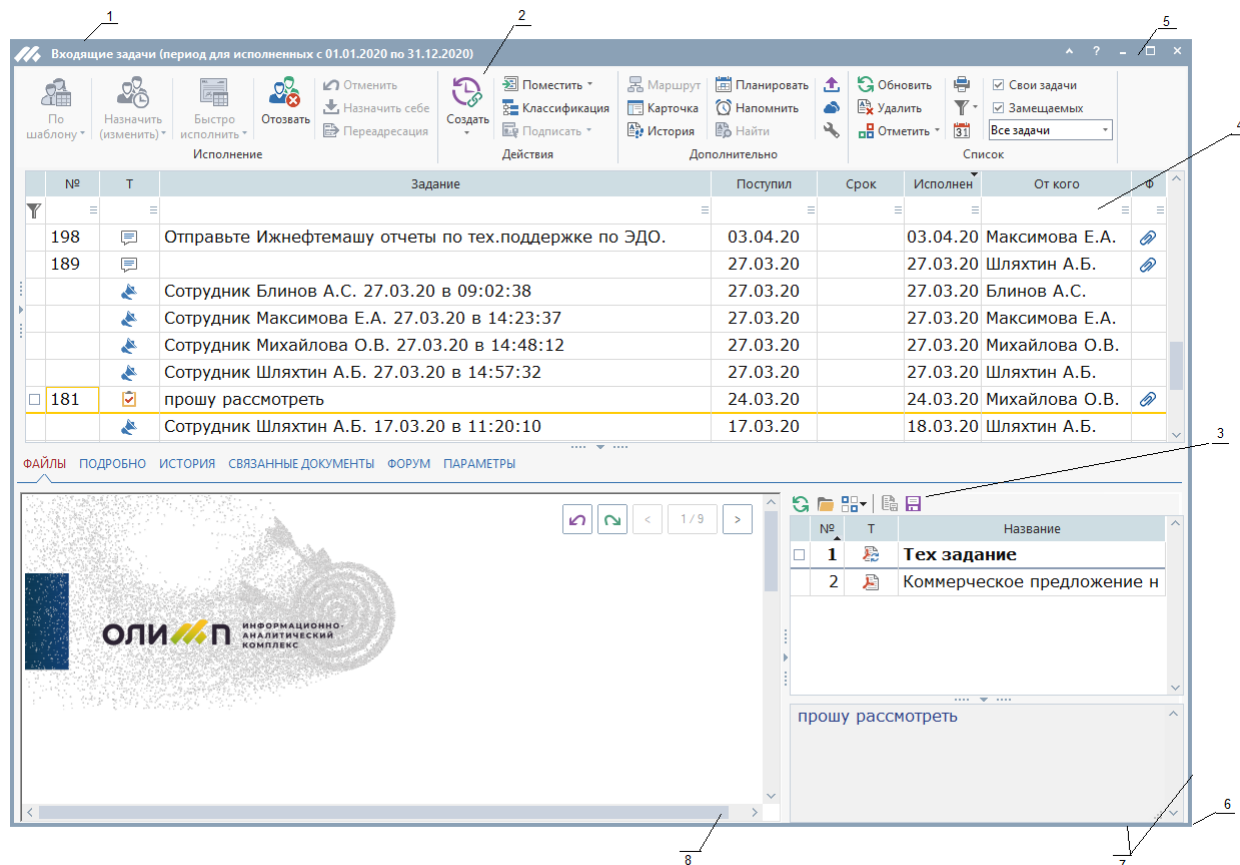 1
2
5
Входящие задачи (период для исполненных с 01.01.2020 по 31.12.2020)
По шаблону
Назначить (изменить)
Быстро исполнить
Отозвать
Отменить
Назначить себе
Переадресация
Исполнение
Создать
Поместить
Классификация
Подписать
Действия
Маршрут
Карточка
История
Планировать
Напомнить
Найти
Дополнительно
Обновить
Удалить
Отметить
31
Свои задачи
Замещаемых
Все задачи
Список
4
№ Т Задание Поступил Срок Исполнен От кого Ф
198 Отправьте Ижнефтемашу отчеты по тех.поддержке по ЭДО. 03.04.20 03.04.20 Максимова Е.А.
189 27.03.20 27.03.20 Шляхтин А.Б.
Сотрудник Блинов А.С. 27.03.20 в 09:02:38 27.03.20 27.03.20 Блинов А.С.
Сотрудник Максимова Е.А. 27.03.20 в 14:23:37 27.03.20 27.03.20 Максимова Е.А.
Сотрудник Михайлова О.В. 27.03.20 в 14:48:12 27.03.20 27.03.20 Михайлова О.В.
Сотрудник Шляхтин А.Б. 27.03.20 в 14:57:32 27.03.20 27.03.20 Шляхтин А.Б.
181 прошу рассмотреть 24.03.20 24.03.20 Михайлова О.В.
Сотрудник Шляхтин А.Б. 17.03.20 в 11:20:10 17.03.20 18.03.20 Шляхтин А.Б.
3
ФАЙЛЫ ПОДРОБНО ИСТОРИЯ СВЯЗАННЫЕ ДОКУМЕНТЫ ФОРУМ ПАРАМЕТРЫ
1/9
ОЛИМП
ИНФОРМАЦИОННО-
АНАЛИТИЧЕСКИЙ
КОМПЛЕКС
№ Т Название
1 Тех задание
2 Коммерческое предложение н
прошу рассмотреть
6
8
7